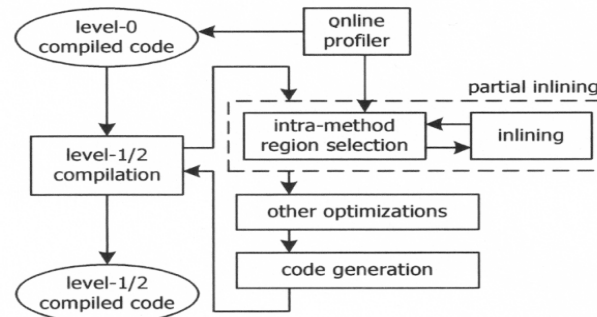 level-0
compiled code
online
profiler
partial inlining
intra-method
region selection
inlining
level-1/2
compilation
other optimizations
code generation
level-1/2
compiled code